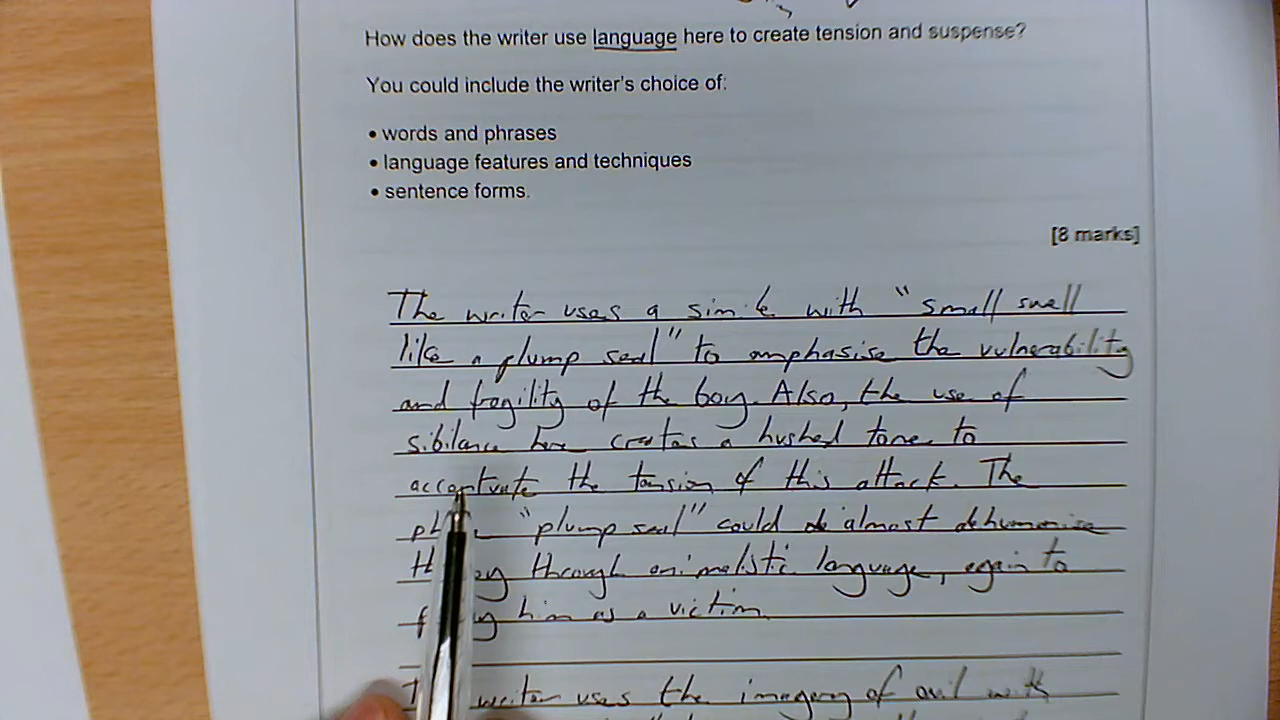 How does the writer use language here to create tension and suspense?
You could include the writer's choice of:
• words and phrases
• language features and techniques
• sentence forms.
[8 marks]
The writer uses a simile with "small snell
like a plump seal" to emphasise the vulnerability
and fragility of the boy. Also, the use of
sibilance here creates a hushed tone to
accentuate the tension of this attack. The
"plump seal" could almost dehumanise
through animalistic language, again to
him as a victim
writer uses the imagery of evil with